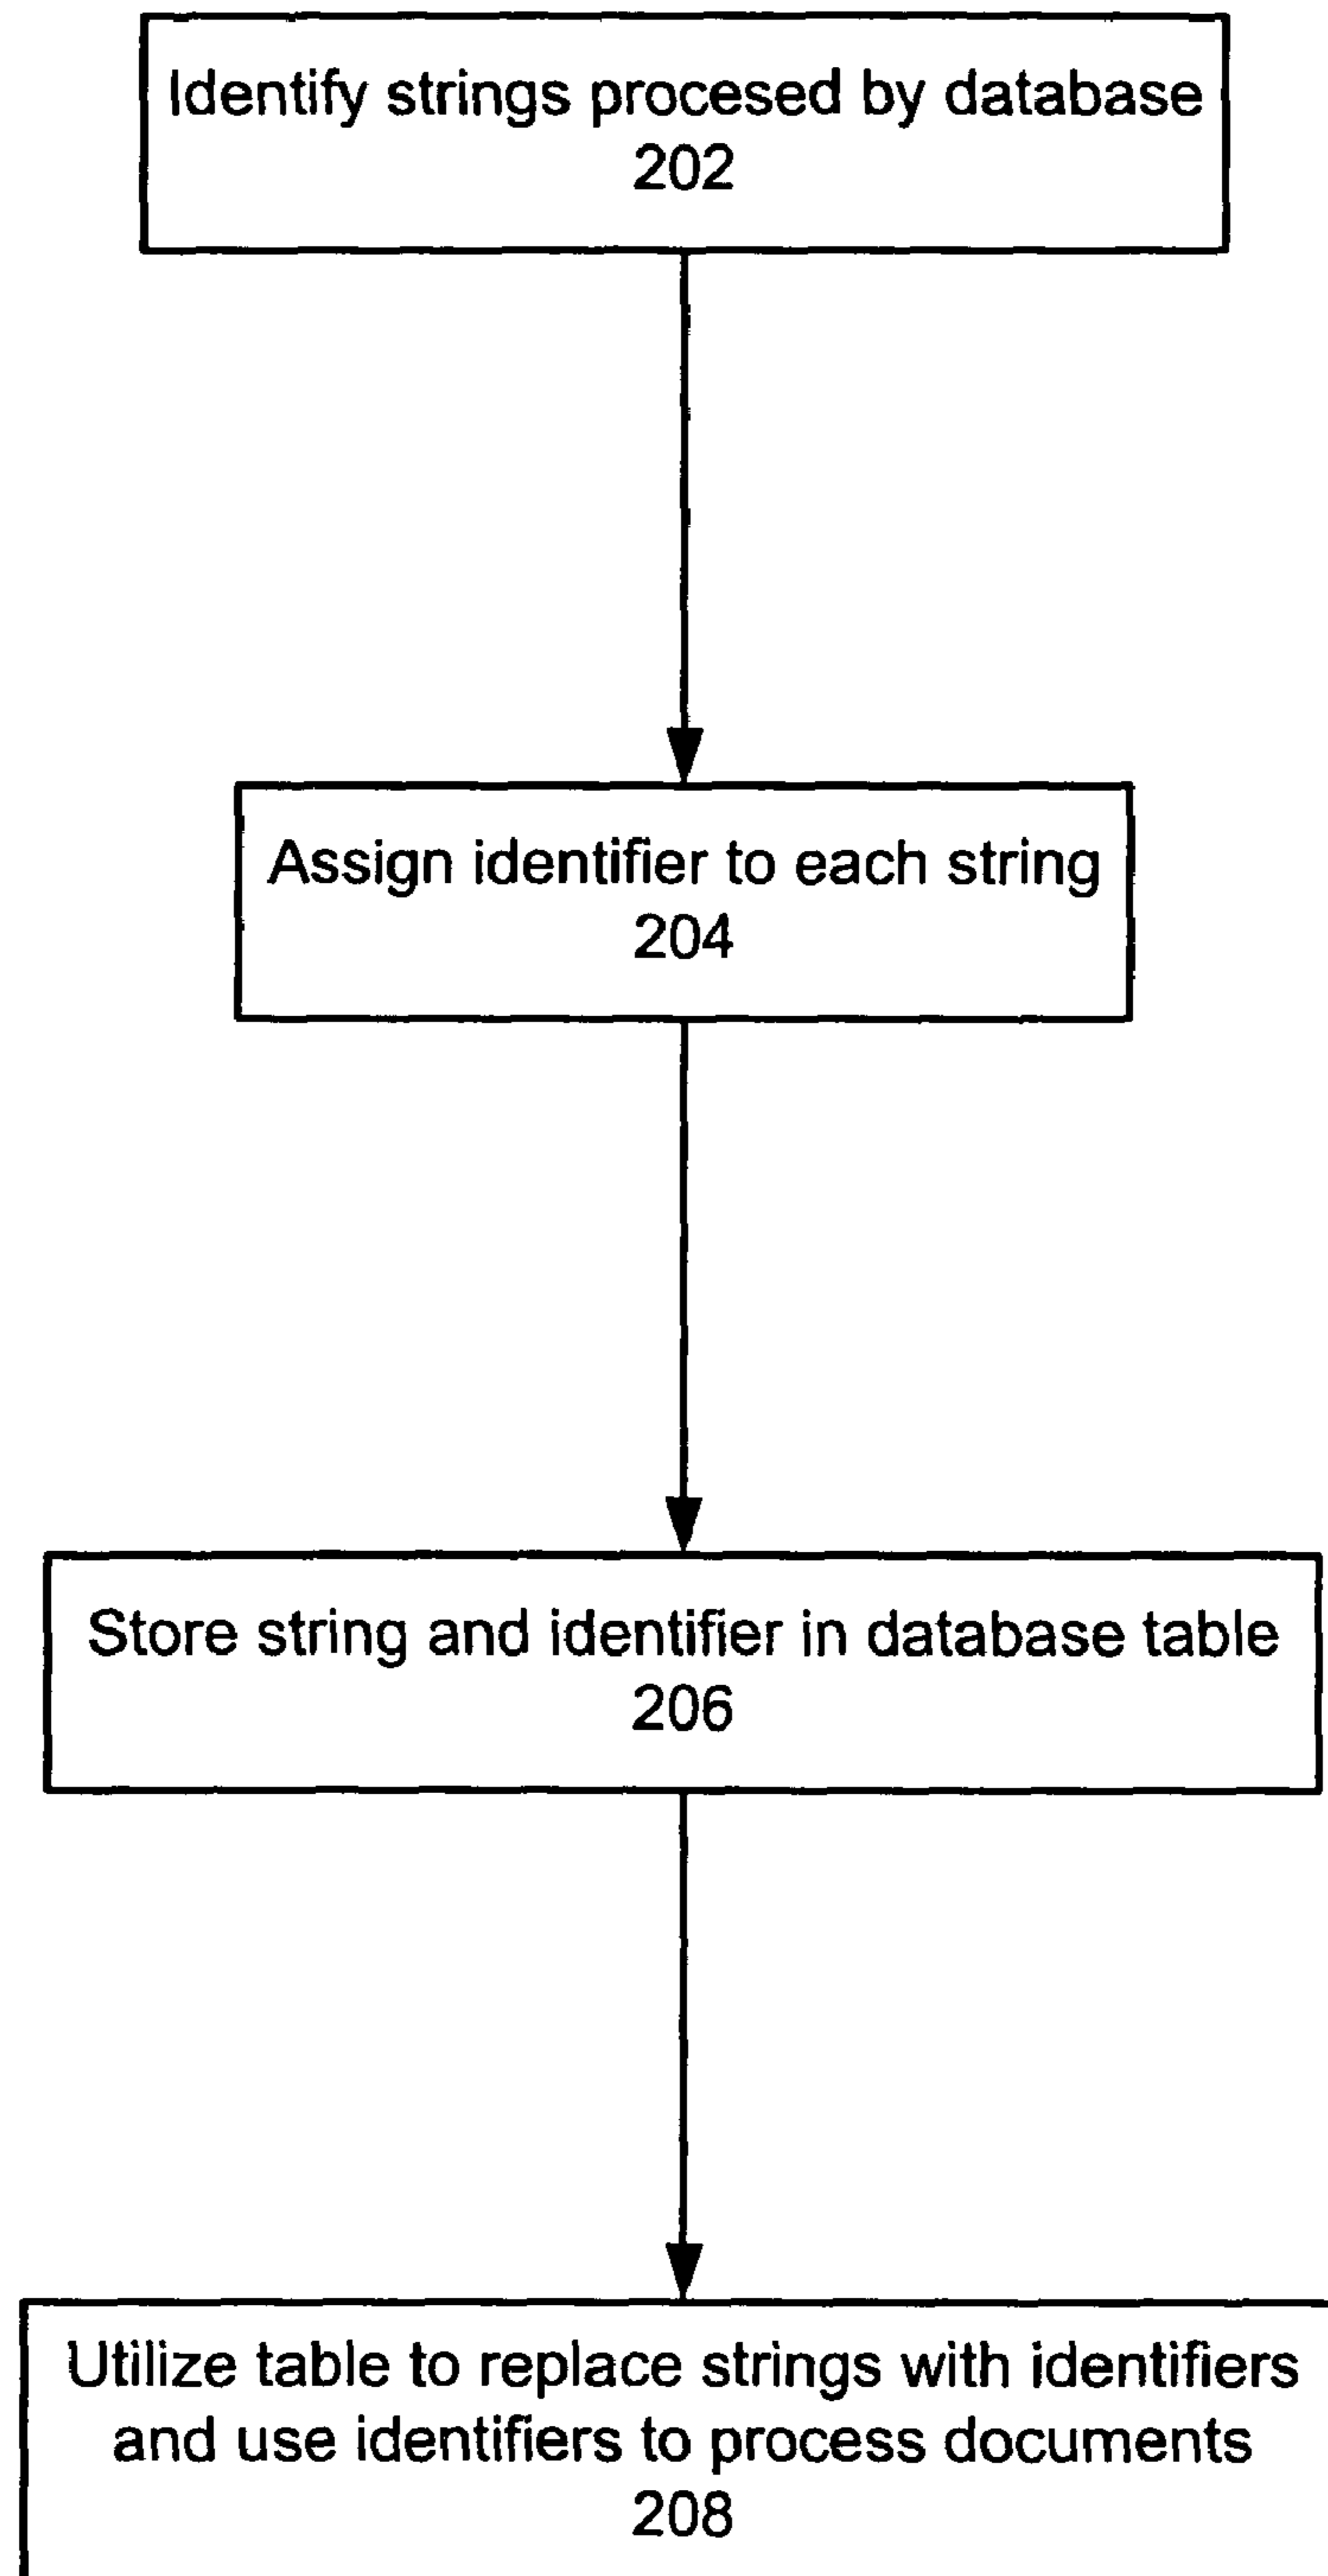 Identify strings procesed by database
202
Assign identifier to each string
204
Store string and identifier in database table
206
Utilize table to replace strings with identifiers
and use identifiers to process documents
208